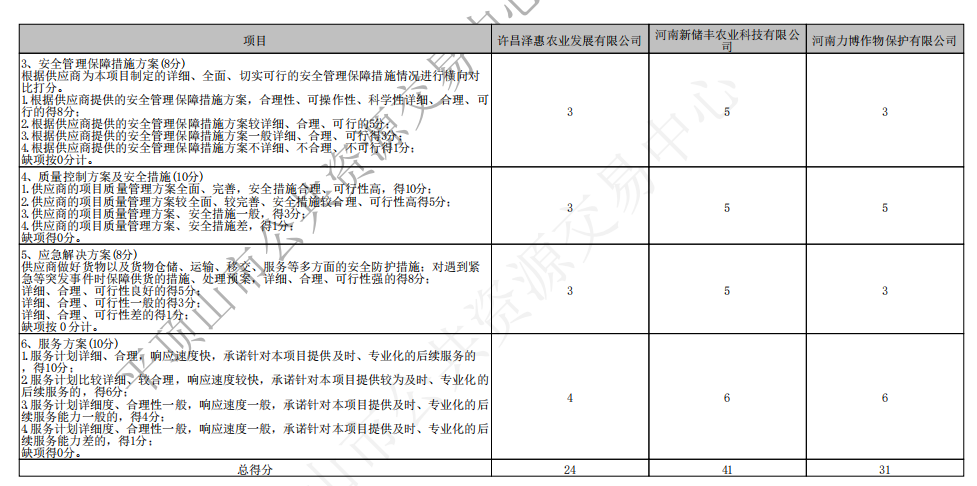 项目
许昌泽惠农业发展有限公司
河南新储丰农业科技有限公
司
河南力博作物保护有限公司
3、安全管理保障措施方案(8分)
根据供应商为本项目制定的详细、全面、切实可行的安全管理保障措施情况进行横向对
比打分。
1.根据供应商提供的安全管理保障措施方案，合理性、可操作性、科学性详细、合理、可
行的得8分；
2.根据供应商提供的安全管理保障措施方案较详细、合理、可行的5分；
3.根据供应商提供的安全管理保障措施方案一般详细、合理、可行得3分；
4.根据供应商提供的安全管理保障措施方案不详细、不合理、不可行得1分；
缺项按0分计。
3
5
3
4、质量控制方案及安全措施(10分)
1.供应商的项目质量管理方案全面、完善，安全措施合理、可行性高，得10分；
2.供应商的项目质量管理方案较全面、较完善、安全措施较合理、可行性高得5分；
3.供应商的项目质量管理方案、安全措施一般，得3分；
4.供应商的项目质量管理方案、安全措施差，得1分；
缺项得0分。
3
5
5
5、应急解决方案(8分)
供应商做好货物以及货物仓储、运输、移交、服务等多方面的安全防护措施；对遇到紧
急等突发事件时保障供货的措施、处理预案，详细、合理、可行性强的得8分；
详细、合理、可行性良好的得5分；
详细、合理、可行性一般的得3分；
详细、合理、可行性差的得1分；
缺项按 0 分计。
3
5
3
6、服务方案(10分)
1.服务计划详细、合理，响应速度快，承诺针对本项目提供及时、专业化的后续服务的
，得10分；
2.服务计划比较详细、较合理，响应速度较快，承诺针对本项目提供较为及时、专业化的
后续服务的，得6分；
3.服务计划详细度、合理性一般，响应速度一般，承诺针对本项目提供及时、专业化的后
续服务能力一般的，得4分；
4.服务计划详细度、合理性一般，响应速度一般，承诺针对本项目提供及时、专业化的后
续服务能力差的，得1分；
缺项得0分。
4
6
6
总得分
24
41
31
平顶山市公共资源交易中心
山市公共资源交易中心